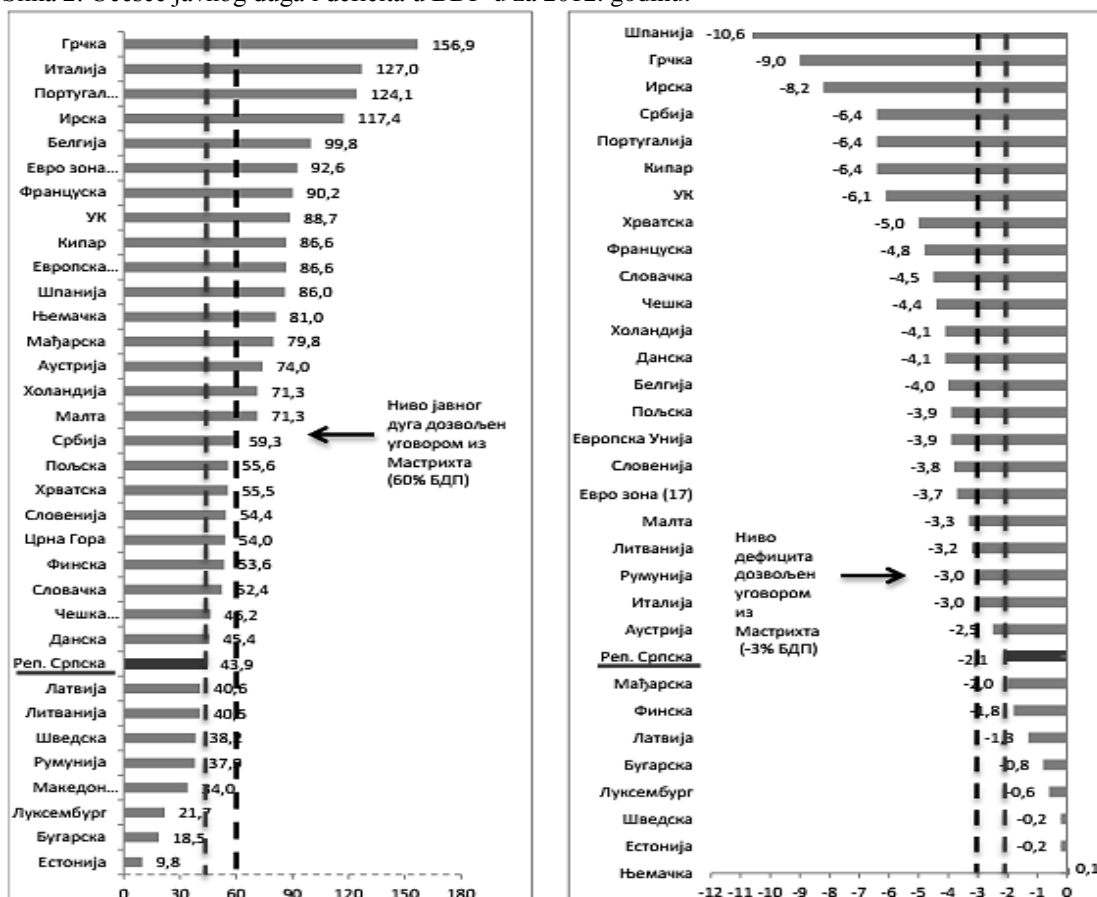 Грчка 156,9
Италија 127,0
Португал... 124,1
Ирска 117,4
Белгија 99,8
Евро зона... 92,6
Француска 90,2
УК 88,7
Кипар 86,6
Европска... 86,6
Шпанија 86,0
Њемачка 81,0
Мађарска 79,8
Аустрија 74,0
Холандија 71,3
Малта 71,3
Србија 59,3
Пољска 55,6
Хрватска 55,5
Словенија 54,4
Црна Гора 54,0
Финска 53,6
Словачка 52,4
Чешка... 46,2
Данска 45,4
Реп. Српска 43,9
Латвија 40,6
Литванија 40,5
Шведска 38,2
Румунија
Македон... 34,0
Луксембург 21,7
Бугарска 18,5
Естонија 9,8
0 30 60 90 120 150 180
Ниво јавног
дуга дозвољен
уговором из
Мастрихта
(60% БДП)
Шпанија -10,6
Грчка -9,0
Ирска -8,2
Србија -6,4
Португалија -6,4
Кипар -6,4
УК -6,1
Хрватска -5,0
Француска -4,8
Словачка -4,5
Чешка -4,4
Холандија -4,1
Данска -4,1
Белгија -4,0
Пољска -3,9
Европска Унија -3,9
Словенија -3,8
Евро зона (17) -3,7
Малта -3,3
Литванија -3,2
Румунија -3,0
Италија -3,0
Аустрија -2,5
Реп. Српска -2,1
Мађарска -2,0
Финска -1,8
Латвија -1,3
Бугарска -0,8
Луксембург -0,6
Шведска -0,2
Естонија -0,2
Њемачка 0,1
-12 -11 -10 -9 -8 -7 -6 -5 -4 -3 -2 -1 0
Ниво
дефицита
дозвољен
уговором
из
Мастрихта
(-3% БДП)